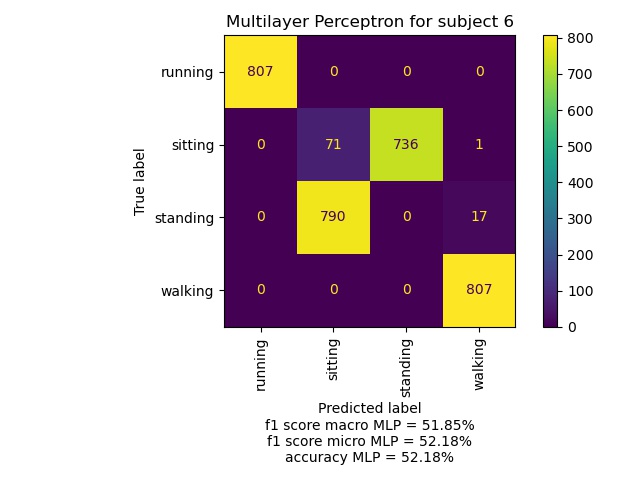 Multilayer Perceptron for subject 6
running 807 0 0 0
sitting 0 71 736 1
standing 0 790 0 17
walking 0 0 0 807
True label
running sitting standing walking
Predicted label
f1 score macro MLP = 51.85%
f1 score micro MLP = 52.18%
accuracy MLP = 52.18%
800
700
600
500
400
300
200
100
0